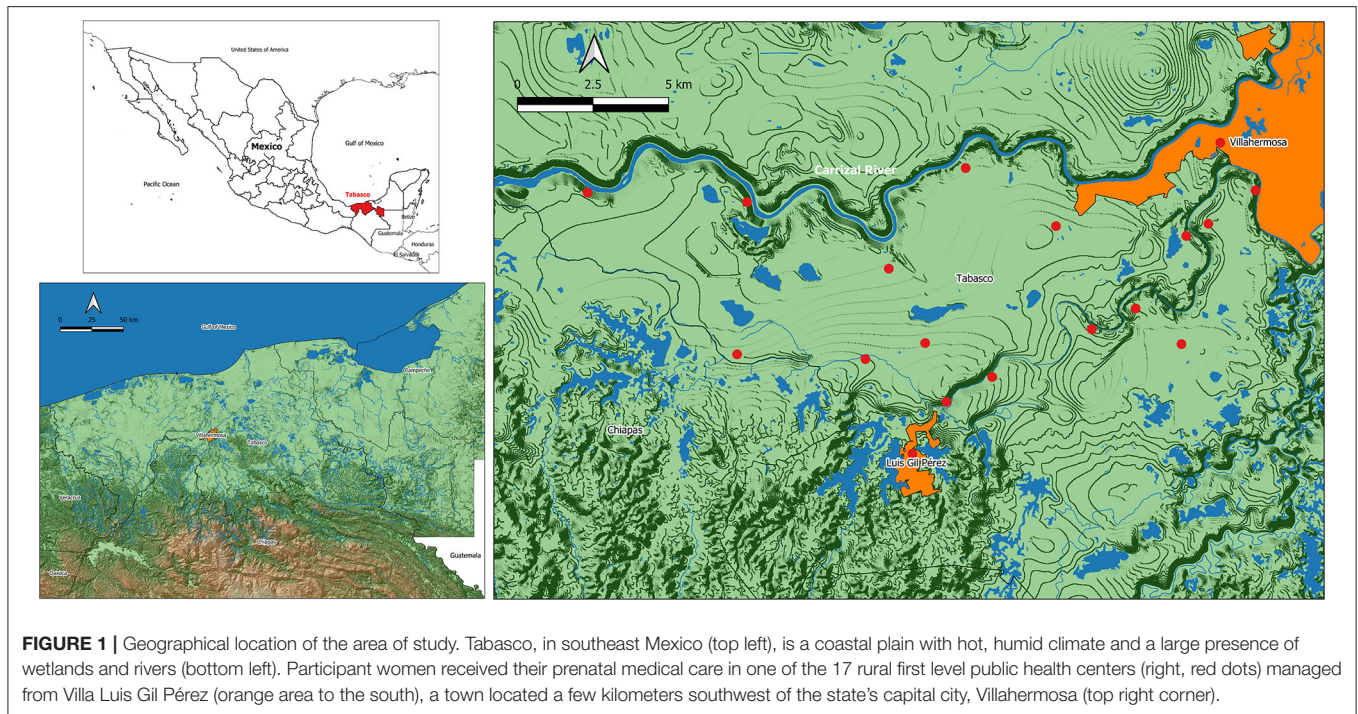 United States of America
Mexico
Gulf of Mexico
Pacific Ocean
Tabasco
Belize
Guatemala
Honduras
El Salvador
0 25 50 km
Gulf of Mexico
Campeche
Villahermosa
Tabasco
Veracruz
Chiapas
Oaxaca
Guatemala
0 2.5 5 km
Villahermosa
Carrizal River
Tabasco
Chiapas
Luis Gil Pérez
FIGURE 1 | Geographical location of the area of study. Tabasco, in southeast Mexico (top left), is a coastal plain with hot, humid climate and a large presence of
wetlands and rivers (bottom left). Participant women received their prenatal medical care in one of the 17 rural first level public health centers (right, red dots) managed
from Villa Luis Gil Pérez (orange area to the south), a town located a few kilometers southwest of the state's capital city, Villahermosa (top right corner).